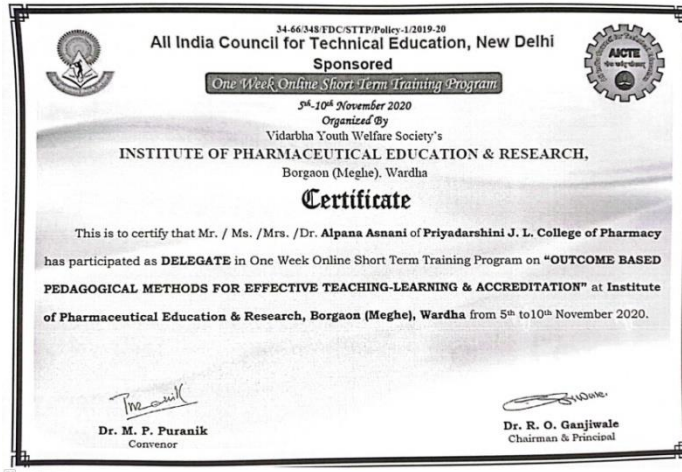 34-66/348/FDC/STTP/Policy-1/2019-20
All India Council for Technical Education, New Delhi
Sponsored
One Week Online Short Term Training Program
5th-10th November 2020
Organized By
Vidarbha Youth Welfare Society's
INSTITUTE OF PHARMACEUTICAL EDUCATION & RESEARCH,
Borgaon (Meghe). Wardha
Certificate
This is to certify that Mr. / Ms. /Mrs. /Dr. Alpana Asnani of Priyadarshini J. L. College of Pharmacy
has participated as DELEGATE in One Week Online Short Term Training Program on "OUTCOME BASED
PEDAGOGICAL METHODS FOR EFFECTIVE TEACHING-LEARNING & ACCREDITATION" at Institute
of Pharmaceutical Education & Research, Borgaon (Meghe), Wardha from 5th to10th November 2020.
Dr. M. P. Puranik
Convenor
Dr. R. O. Ganjiwale
Chairman & Principal
AICTE